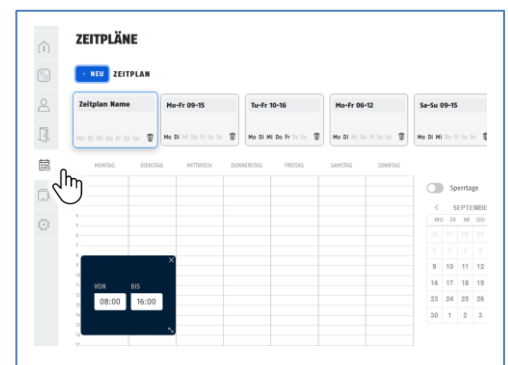 ZEITPLÄNE
+ NEU ZEITPLAN
Zeitplan Name
Mo-Fr 09-15
Tu-Fr 10-16
Mo-Fr 06-12
Sa-Su 09-15
Mo Di Mi Do Fr Sa So
Mo Di Mi Do Fr Sa So
Mo Di Mi Do Fr Sa So
Mo Di Mi Do Fr Sa So
Mo Di Mi Do Fr Sa So
MONTAG DIENSTAG MITTWOCH DONNERSTAG FREITAG SAMSTAG SONNTAG
VON BIS
08:00 16:00
Sperrtage
< SEPTEMBE
MO DI MI DO
26 27 28 29
2 3 4 5
9 10 11 12
16 17 18 19
23 24 25 26
30 1 2 3